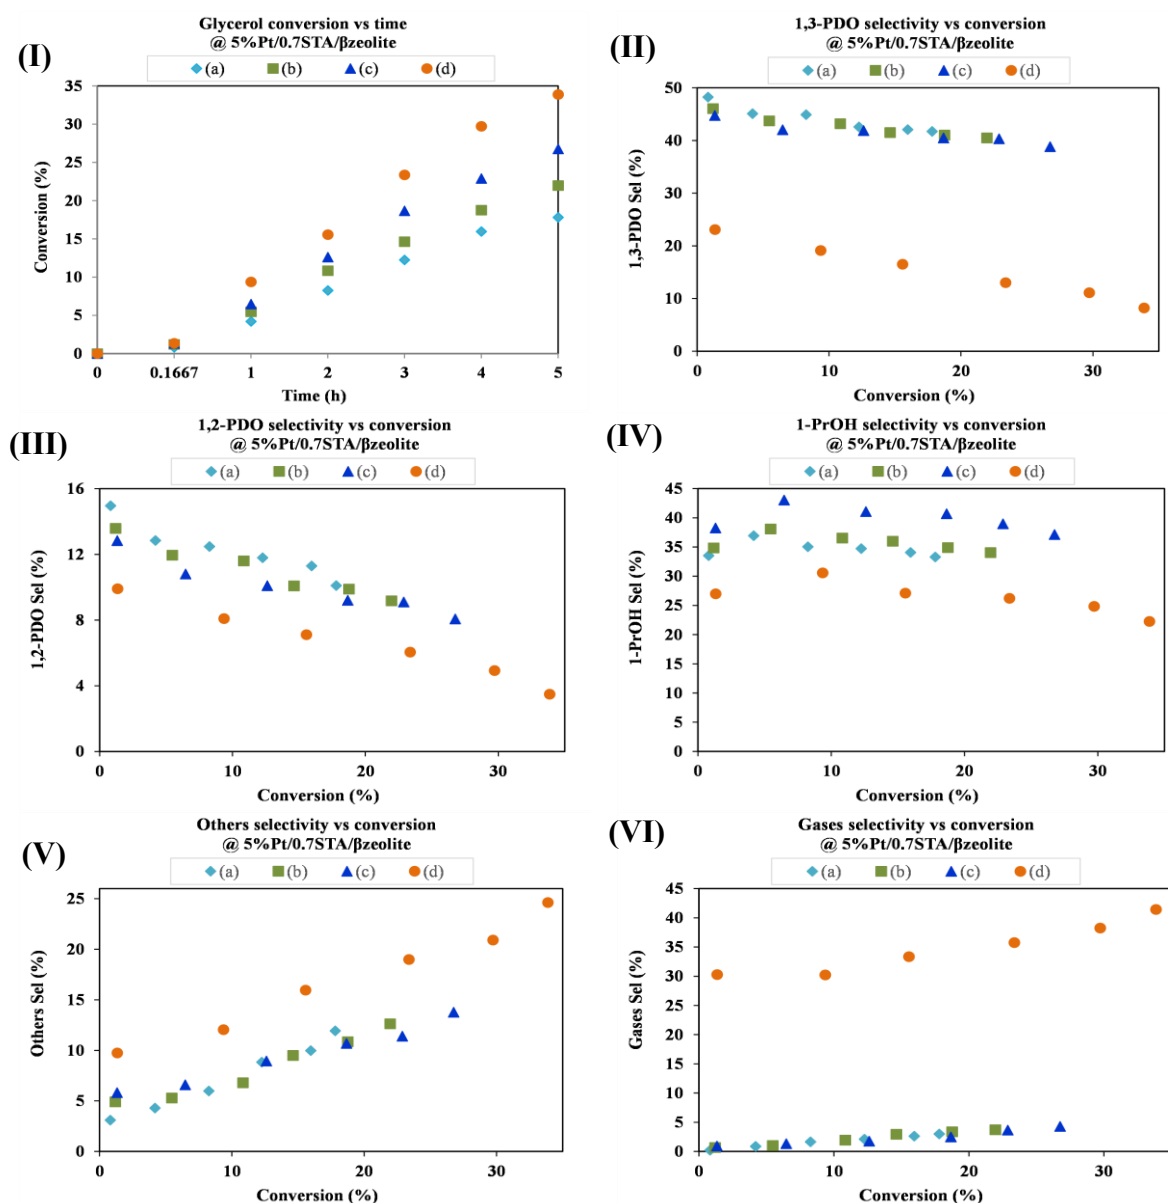 (I)
Glycerol conversion vs time
@ 5%Pt/0.7STA/βzeolite
(a) (b) (c) (d)
35
30
25
20
15
10
5
0
Conversion (%)
0 0.1667 1 2 3 4 5
Time (h)
(II)
1,3-PDO selectivity vs conversion
@ 5%Pt/0.7STA/βzeolite
(a) (b) (c) (d)
50
40
30
20
10
0
1,3-PDO Sel (%)
0 10 20 30
Conversion (%)
(III)
1,2-PDO selectivity vs conversion
@ 5%Pt/0.7STA/βzeolite
(a) (b) (c) (d)
16
12
8
4
0
1,2-PDO Sel (%)
0 10 20 30
Conversion (%)
(IV)
1-PrOH selectivity vs conversion
@ 5%Pt/0.7STA/βzeolite
(a) (b) (c) (d)
45
40
35
30
25
20
15
10
5
0
1-PrOH Sel (%)
0 10 20 30
Conversion (%)
(V)
Others selectivity vs conversion
@ 5%Pt/0.7STA/βzeolite
(a) (b) (c) (d)
25
20
15
10
5
0
Others Sel (%)
0 10 20 30
Conversion (%)
(VI)
Gases selectivity vs conversion
@ 5%Pt/0.7STA/βzeolite
(a) (b) (c) (d)
45
40
35
30
25
20
15
10
5
0
Gases Sel (%)
0 10 20 30
Conversion (%)